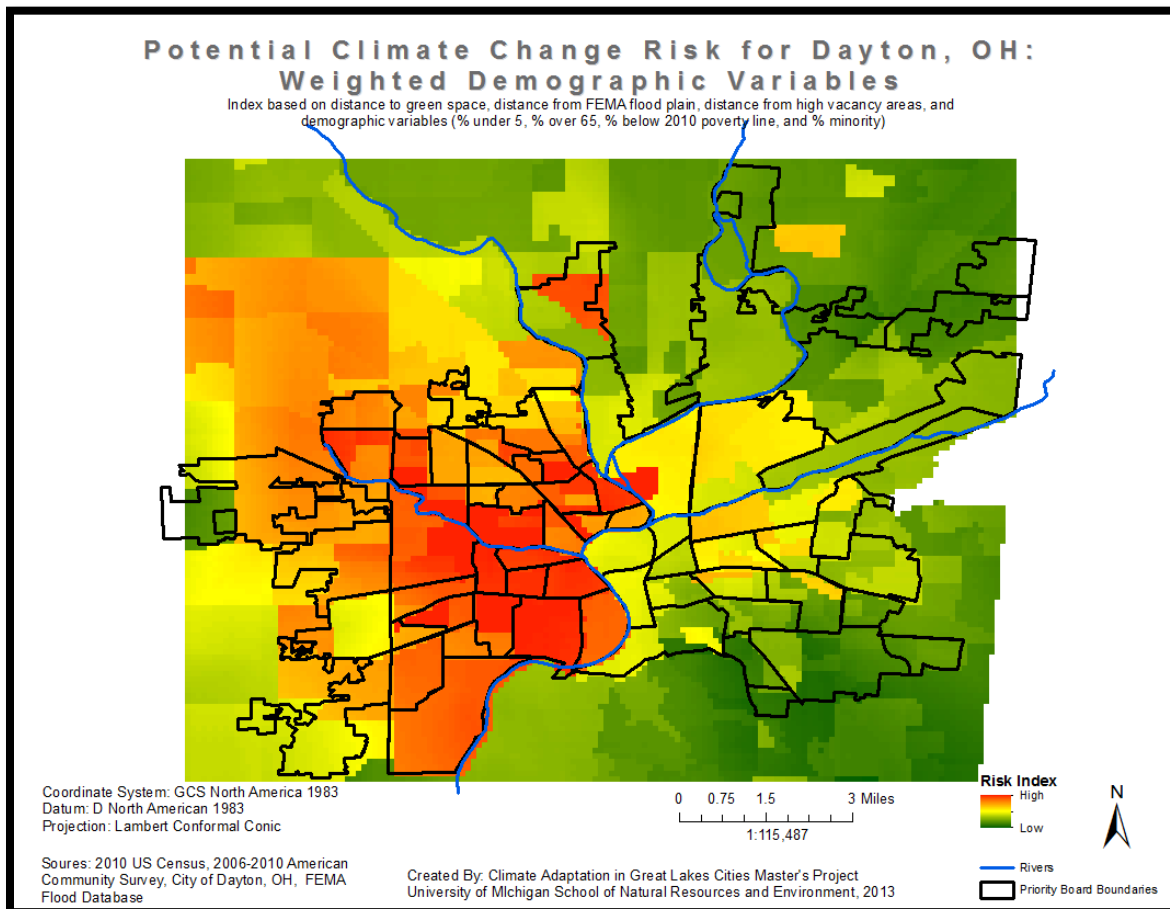 Potential Climate Change Risk for Dayton, OH:
Weighted Demographic Variables
Index based on distance to green space, distance from FEMA flood plain, distance from high vacancy areas, and
demographic variables (% under 5, % over 65, % below 2010 poverty line, and % minority)
Coordinate System: GCS North America 1983
Datum: D North American 1983
Projection: Lambert Conformal Conic
Soures: 2010 US Census, 2006-2010 American
Community Survey, City of Dayton, OH, FEMA
Flood Database
Created By: Climate Adaptation in Great Lakes Cities Master's Project
University of MIchigan School of Natural Resources and Environment, 2013
0 0.75 1.5 3 Miles
1:115,487
Risk Index
High
Low
Rivers
Priority Board Boundaries
N